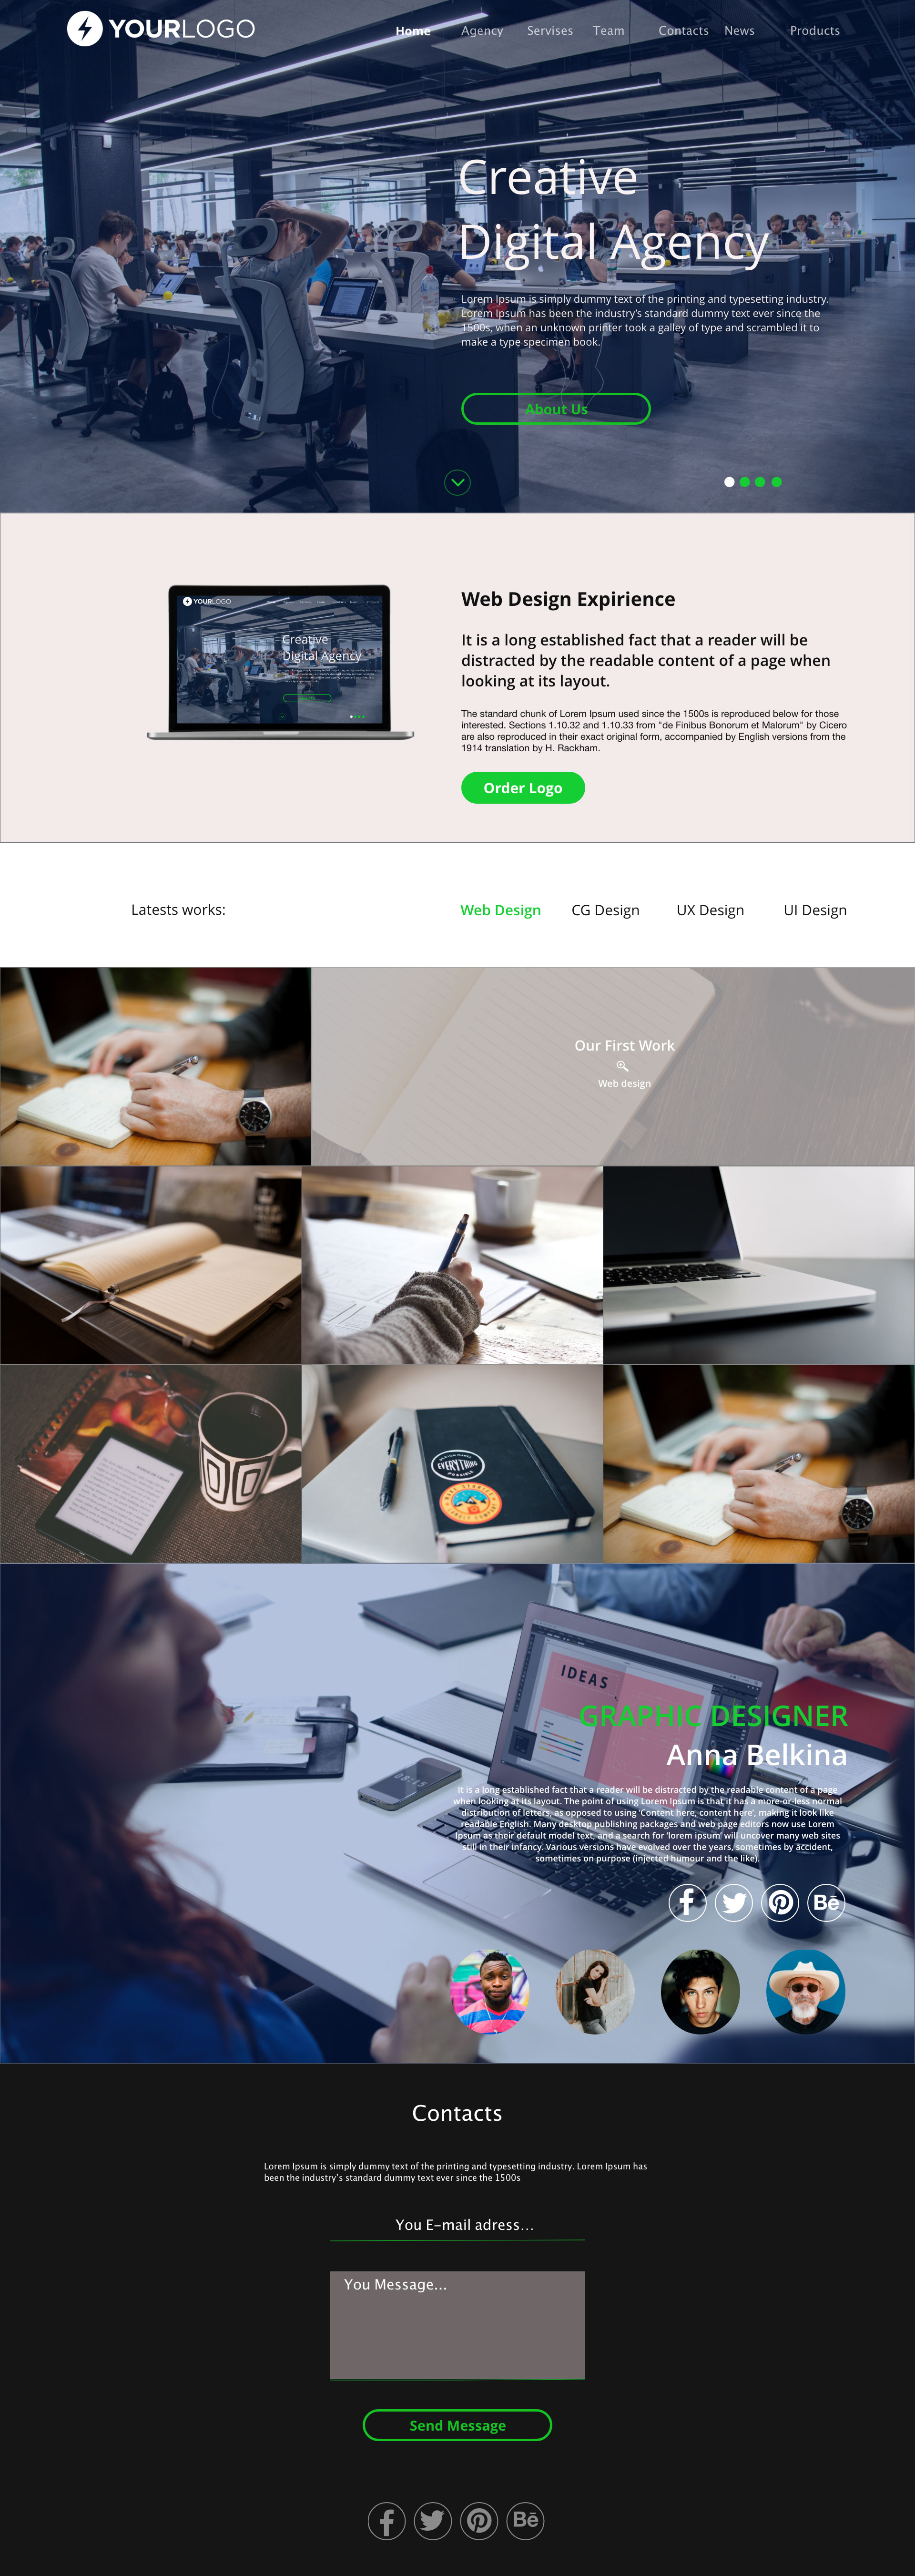 YOURLOGO
Home Agency Servises Team Contacts News Products
Creative
Digital Agency
Lorem Ipsum is simply dummy text of the printing and typesetting industry.
Lorem Ipsum has been the industry's standard dummy text ever since the
1500s, when an unknown printer took a galley of type and scrambled it to
make a type specimen book.
About Us
YOURLOGO
Creative
Digital Agency
Web Design Expirience
It is a long established fact that a reader will be
distracted by the readable content of a page when
looking at its layout.
The standard chunk of Lorem Ipsum used since the 1500s is reproduced below for those
interested. Sections 1.10.32 and 1.10.33 from "de Finibus Bonorum et Malorum" by Cicero
are also reproduced in their exact original form, accompanied by English versions from the
1914 translation by H. Rackham.
Order Logo
Latests works:
Web Design CG Design UX Design UI Design
Our First Work
Web design
EVERYTHING
POSSIBLE
IDEAS
GRAPHIC DESIGNER
Anna Belkina
09:15
It is a long established fact that a reader will be distracted by the readable content of a page
when looking at its layout. The point of using Lorem Ipsum is that it has a more-or-less normal
distribution of letters, as opposed to using 'Content here, content here', making it look like
readable English. Many desktop publishing packages and web page editors now use Lorem
Ipsum as their default model text, and a search for 'lorem ipsum' will uncover many web sites
still in their infancy. Various versions have evolved over the years, sometimes by accident,
sometimes on purpose (injected humour and the like).
Bē
Contacts
Lorem Ipsum is simply dummy text of the printing and typesetting industry. Lorem Ipsum has
been the industry's standard dummy text ever since the 1500s
You E-mail adress...
You Message...
Send Message
Bē